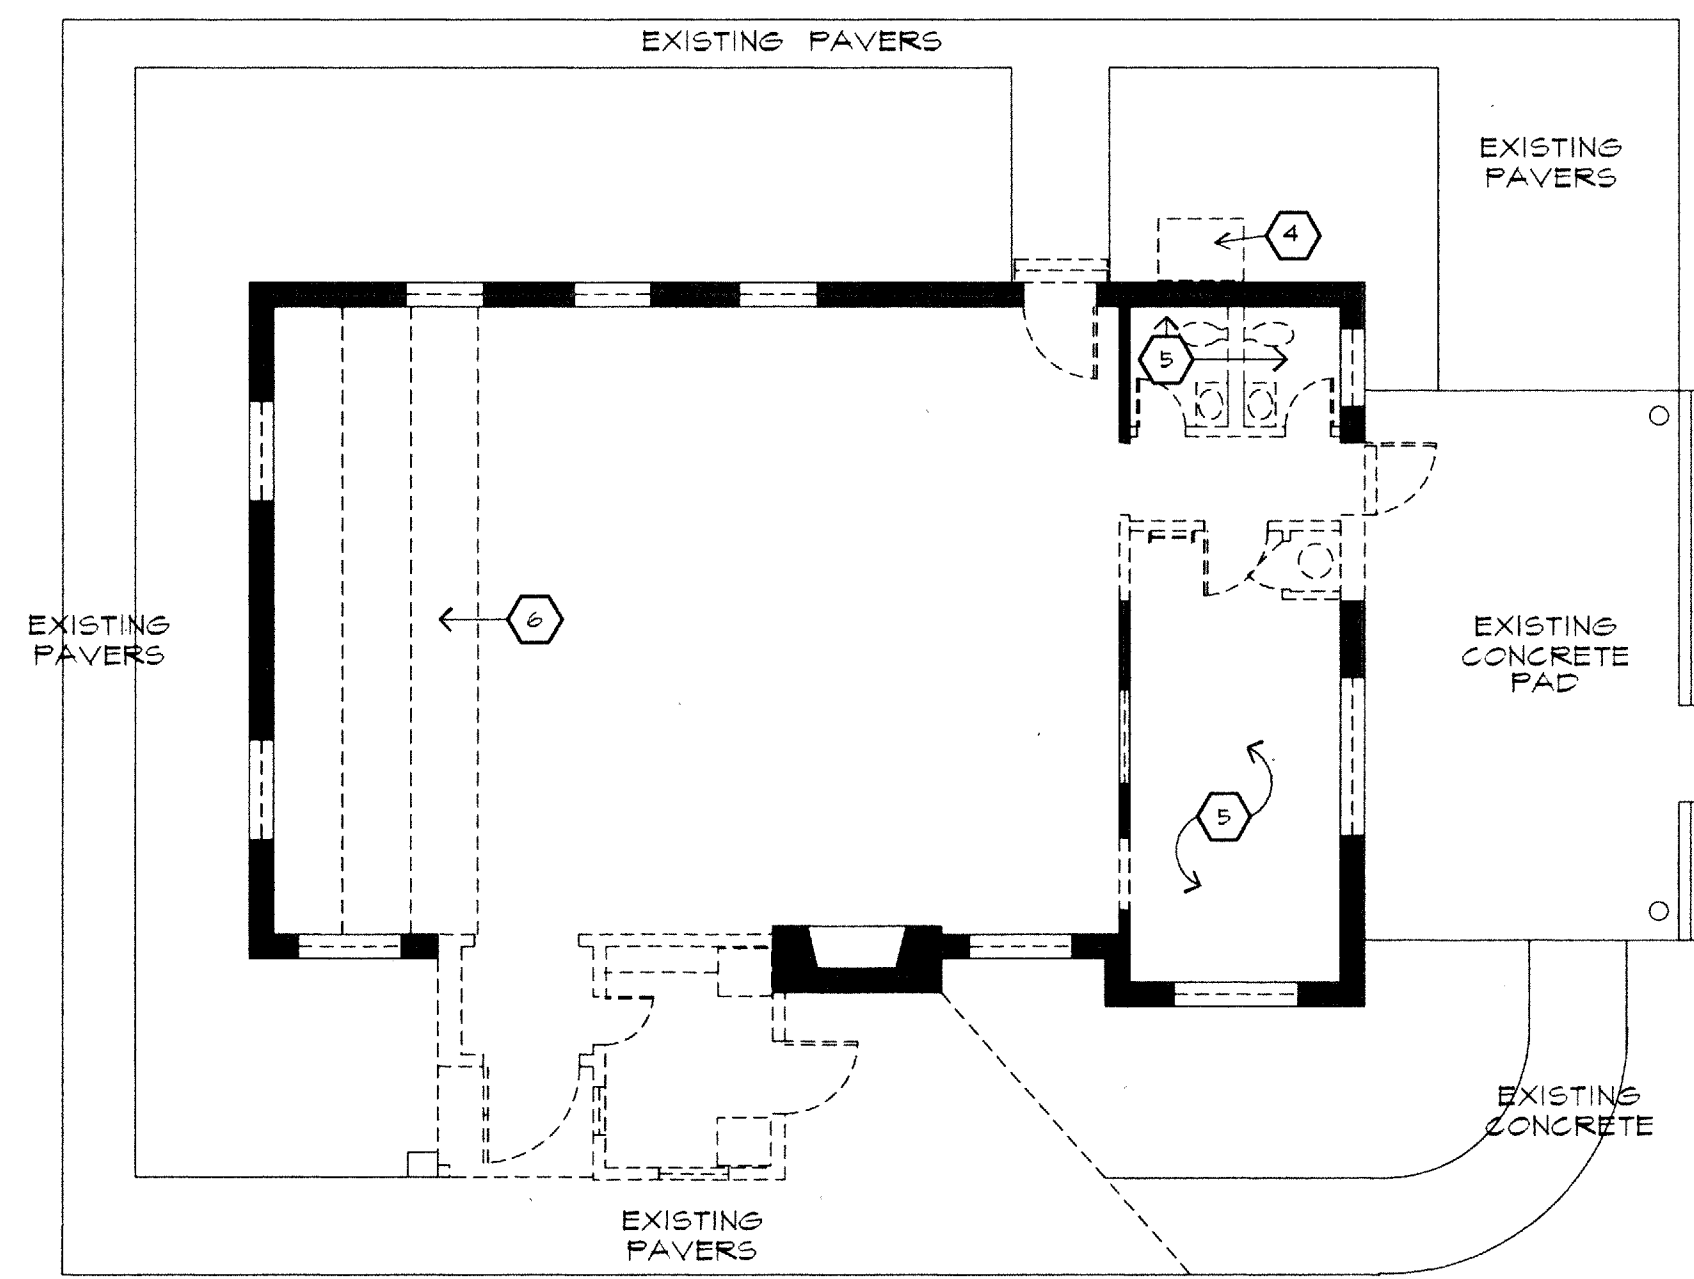 EXISTING PAVERS
EXISTING
PAVERS
4
5
6
EXISTING
PAVERS
EXISTING
CONCRETE
PAD
5
EXISTING
CONCRETE
EXISTING
PAVERS